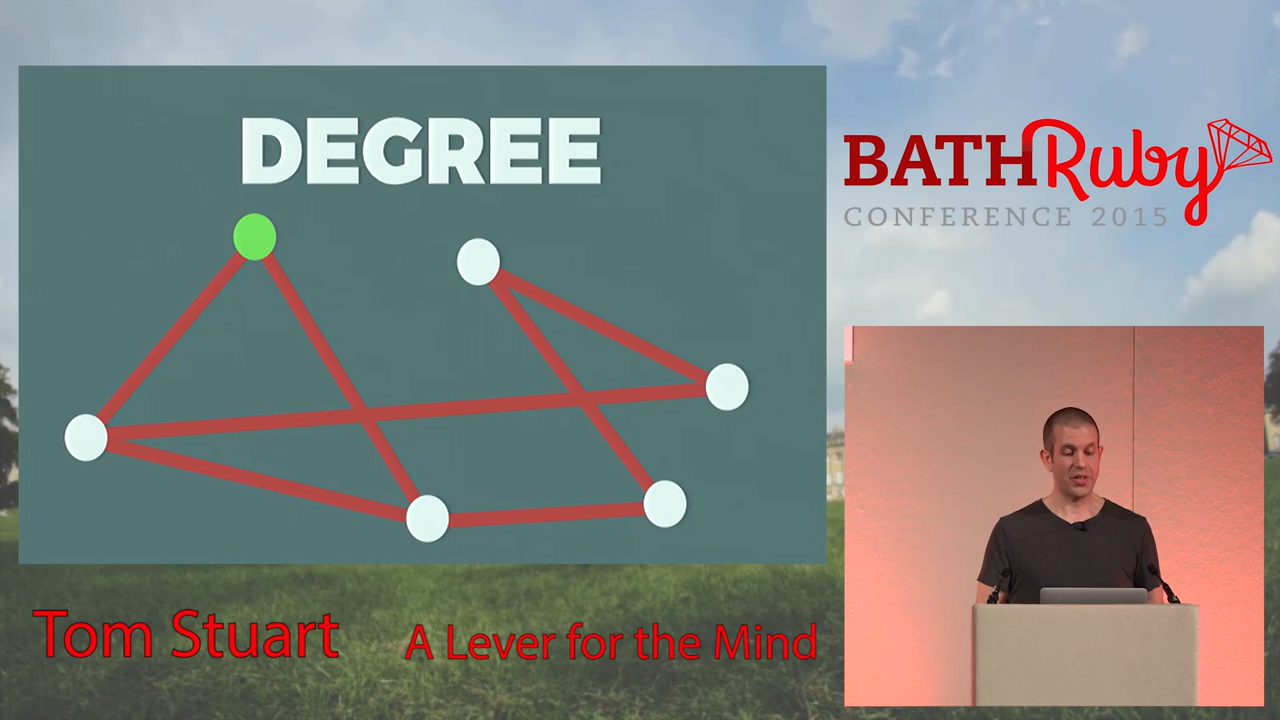 DEGREE
BATHRuby
CONFERENCE 2015
Tom Stuart
A Lever for the Mind